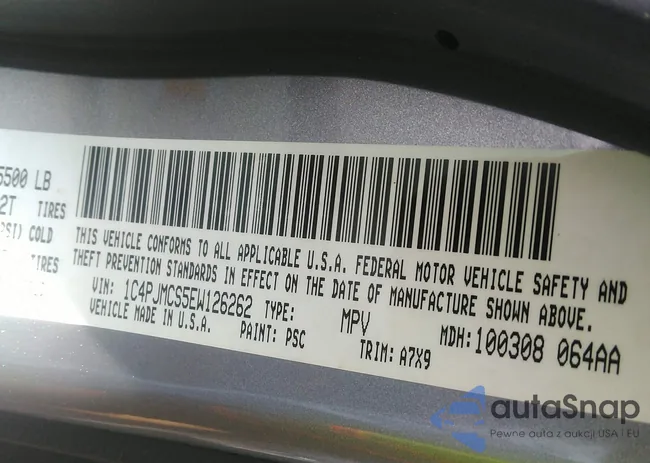 5500 LB
2T TIRES
PSI) COLD
TIRES
THIS VEHICLE CONFORMS TO ALL APPLICABLE U.S.A. FEDERAL MOTOR VEHICLE SAFETY AND
THEFT PREVENTION STANDARDS IN EFFECT ON THE DATE OF MANUFACTURE SHOWN ABOVE.
VIN: 1C4PJMCS5EW126262 TYPE: MPV MDH: 100308 064AA
VEHICLE MADE IN U.S.A. PAINT: PSC TRIM: A7X9
autaSnap
Pewne auta z aukcji USA i EU